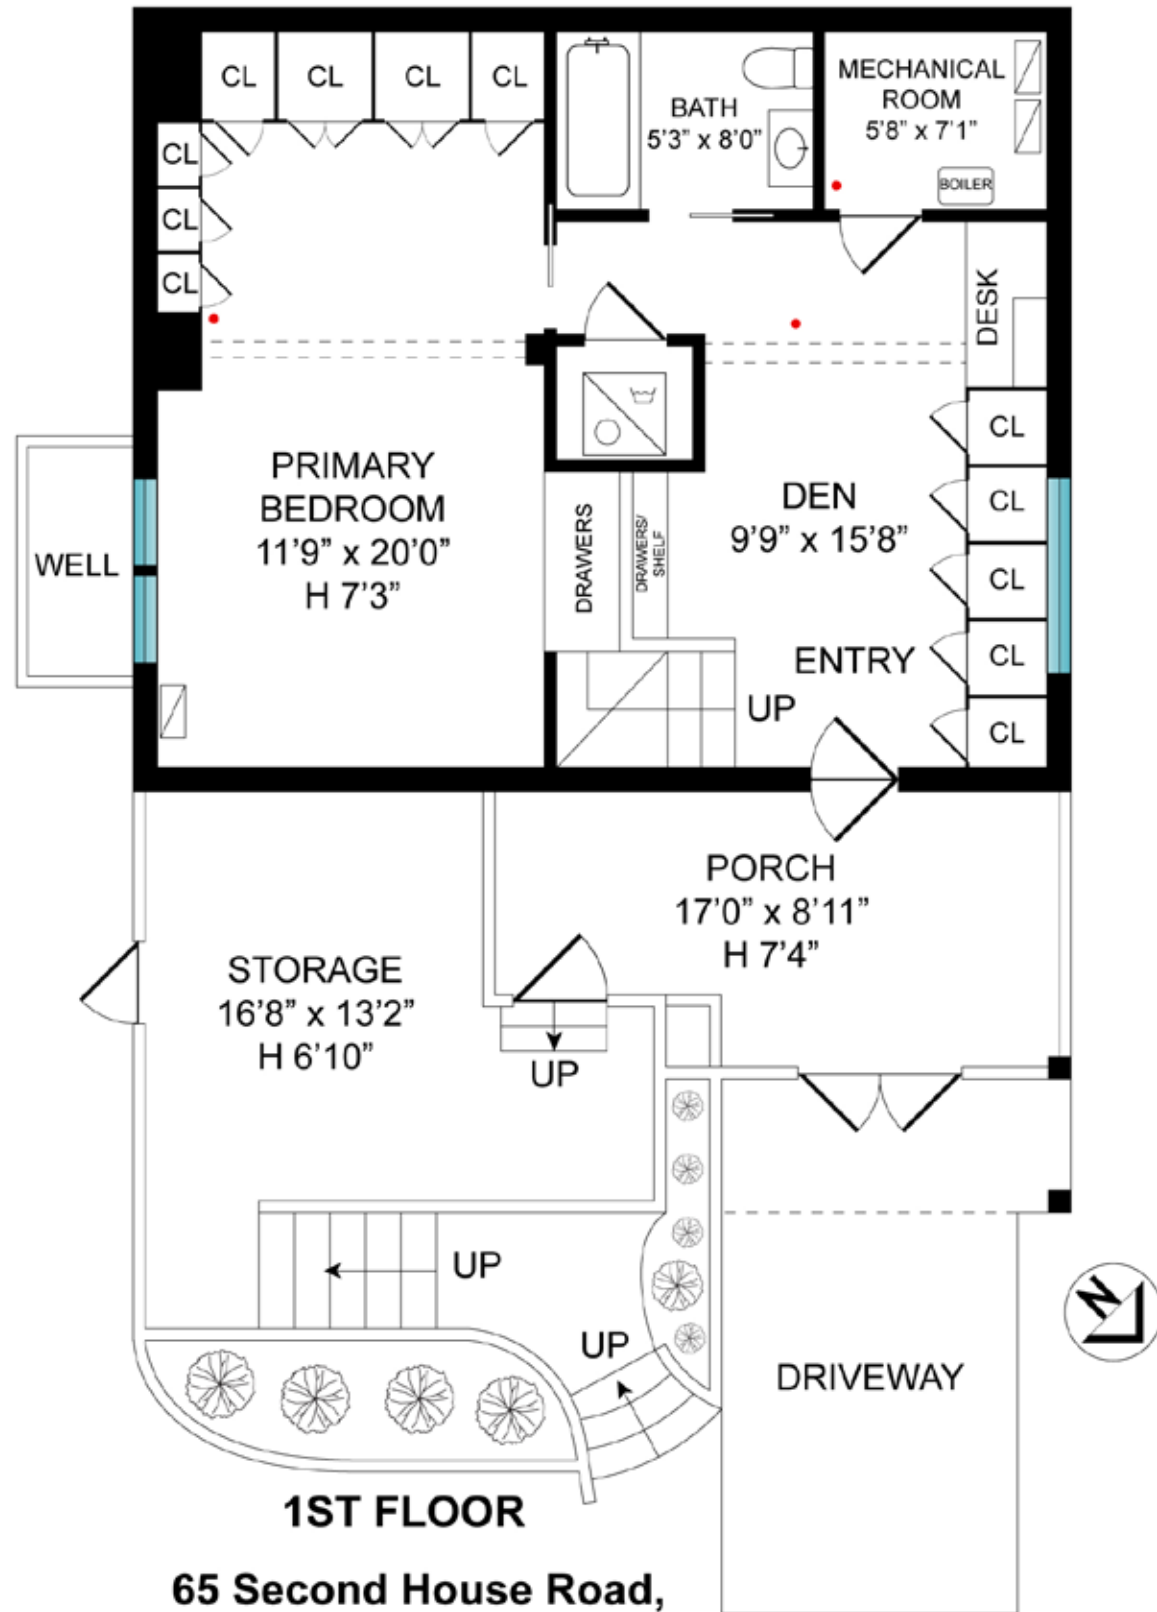 CL
CL
CL
CL
CL
CL
CL
BATH
5'3" x 8'0"
MECHANICAL
ROOM
5'8" x 7'1"
BOILER
DESK
CL
CL
CL
CL
CL
PRIMARY
BEDROOM
11'9" x 20'0"
H 7'3"
WELL
DRAWERS
DRAWERS/
SHELF
DEN
9'9" x 15'8"
ENTRY
UP
PORCH
17'0" x 8'11"
H 7'4"
STORAGE
16'8" x 13'2"
H 6'10"
UP
UP
UP
DRIVEWAY
N
1ST FLOOR
65 Second House Road,